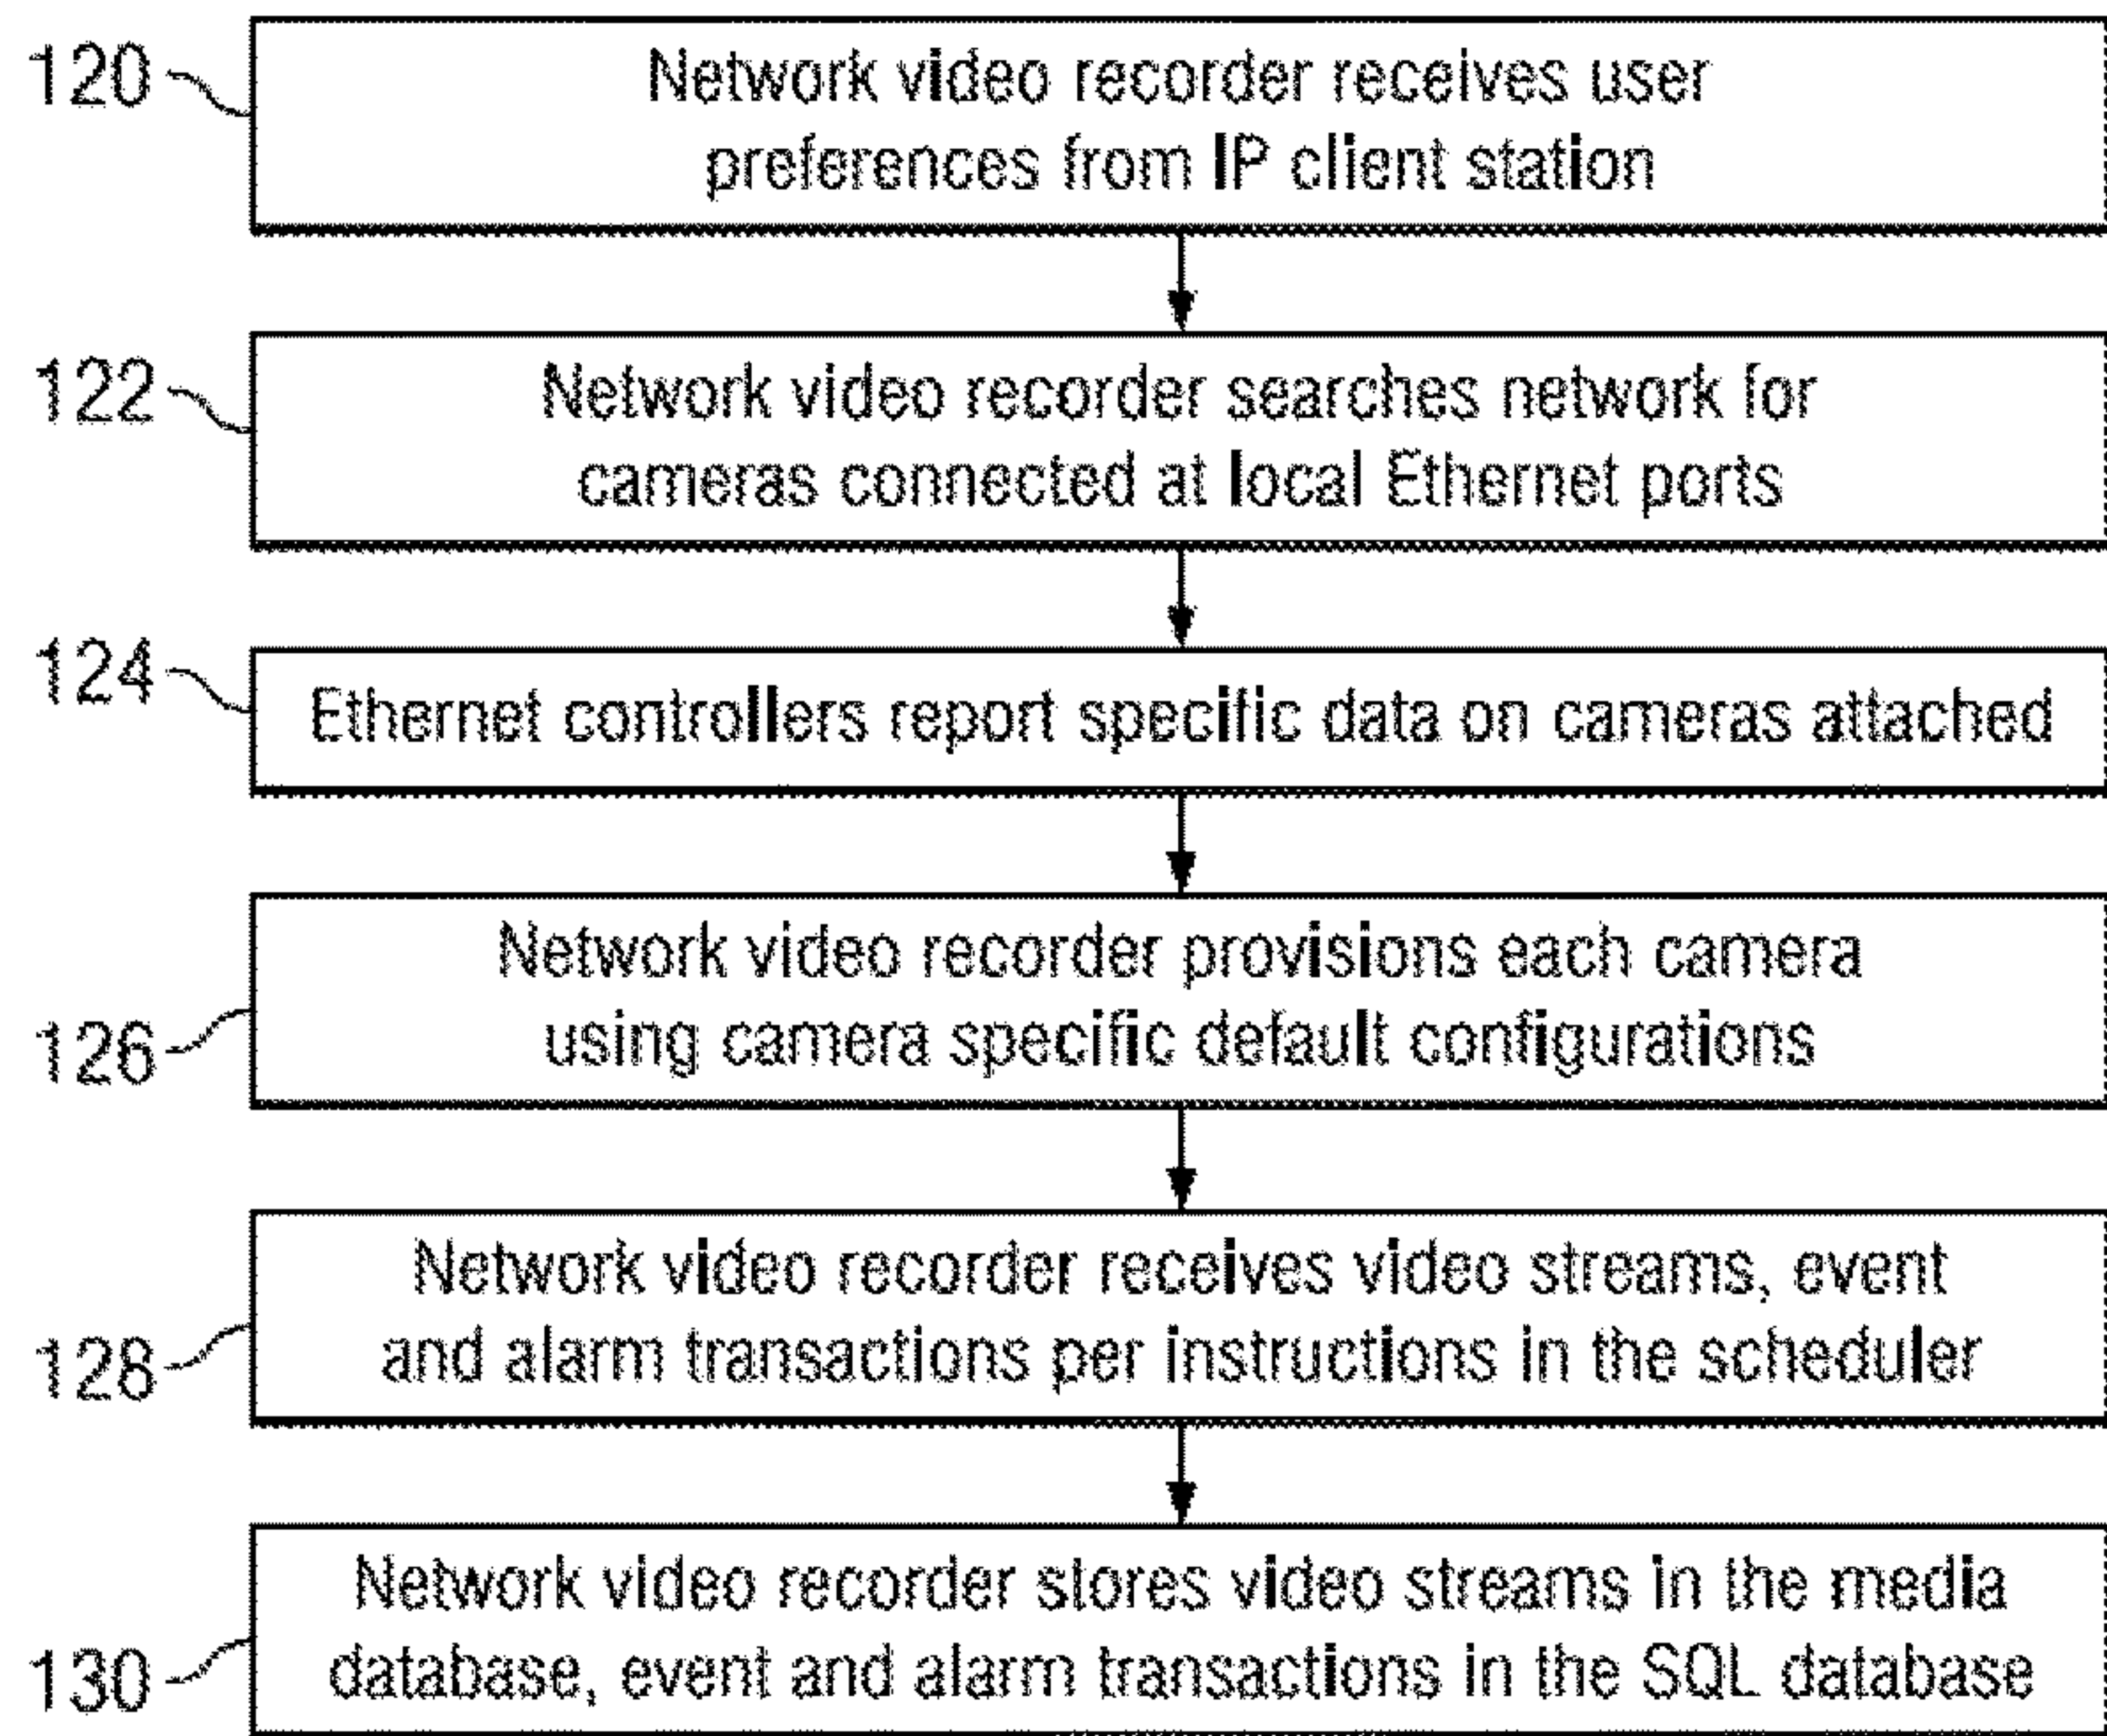 120
Network video recorder receives user
preferences from IP client station
122
Network video recorder searches network for
cameras connected at local Ethernet ports
124
Ethernet controllers report specific data on cameras attached
126
Network video recorder provisions each camera
using camera specific default configurations
128
Network video recorder receives video streams, event
and alarm transactions per instructions in the scheduler
130
Network video recorder stores video streams in the media
database, event and alarm transactions in the SQL database